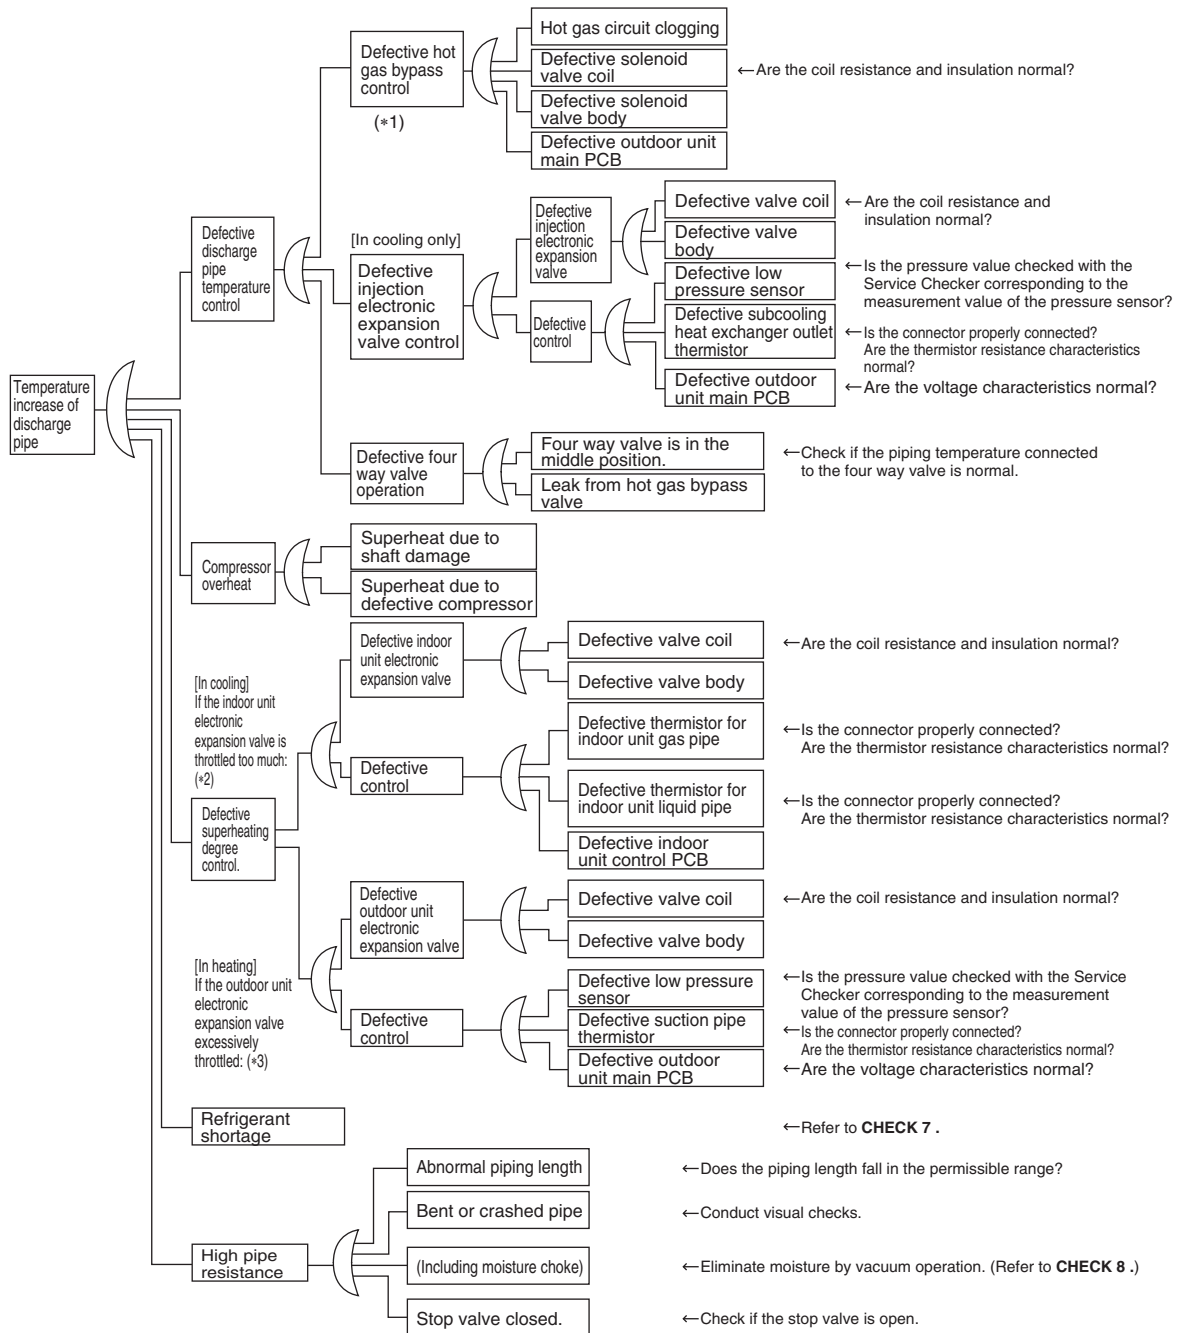 Hot gas circuit clogging
Defective hot
gas bypass
control
(*1)
Defective solenoid
valve coil
←Are the coil resistance and insulation normal?
Defective solenoid
valve body
Defective outdoor unit
main PCB
Defective
discharge
pipe
temperature
control
[In cooling only]
Defective
injection
electronic
expansion
valve control
Defective
injection
electronic
expansion
valve
Defective valve coil
←Are the coil resistance and
insulation normal?
Defective valve
body
Defective
control
Defective low
pressure sensor
←Is the pressure value checked with the
Service Checker corresponding to the
measurement value of the pressure sensor?
Defective subcooling
heat exchanger outlet
thermistor
←Is the connector properly connected?
Are the thermistor resistance characteristics
normal?
Defective outdoor
unit main PCB
←Are the voltage characteristics normal?
Temperature
increase of
discharge
pipe
Defective four
way valve
operation
Four way valve is in the
middle position.
←Check if the piping temperature connected
to the four way valve is normal.
Leak from hot gas bypass
valve
Compressor
overheat
Superheat due to
shaft damage
Superheat due to
defective compressor
[In cooling]
If the indoor unit
electronic
expansion valve is
throttled too much:
(*2)
Defective indoor
unit electronic
expansion valve
Defective valve coil
←Are the coil resistance and insulation normal?
Defective valve body
Defective
control
Defective thermistor for
indoor unit gas pipe
←Is the connector properly connected?
Are the thermistor resistance characteristics normal?
Defective thermistor for
indoor unit liquid pipe
←Is the connector properly connected?
Are the thermistor resistance characteristics normal?
Defective indoor
unit control PCB
Defective
superheating
degree
control.
Defective
outdoor unit
electronic
expansion valve
Defective valve coil
←Are the coil resistance and insulation normal?
Defective valve body
[In heating]
If the outdoor unit
electronic
expansion valve
excessively
throttled: (*3)
Defective
control
Defective low pressure
sensor
←Is the pressure value checked with the Service
Checker corresponding to the measurement
value of the pressure sensor?
Defective suction pipe
thermistor
←Is the connector properly connected?
Are the thermistor resistance characteristics normal?
Defective outdoor
unit main PCB
←Are the voltage characteristics normal?
Refrigerant
shortage
←Refer to CHECK 7 .
High pipe
resistance
Abnormal piping length
←Does the piping length fall in the permissible range?
Bent or crashed pipe
←Conduct visual checks.
(Including moisture choke)
←Eliminate moisture by vacuum operation. (Refer to CHECK 8 .)
Stop valve closed.
←Check if the stop valve is open.